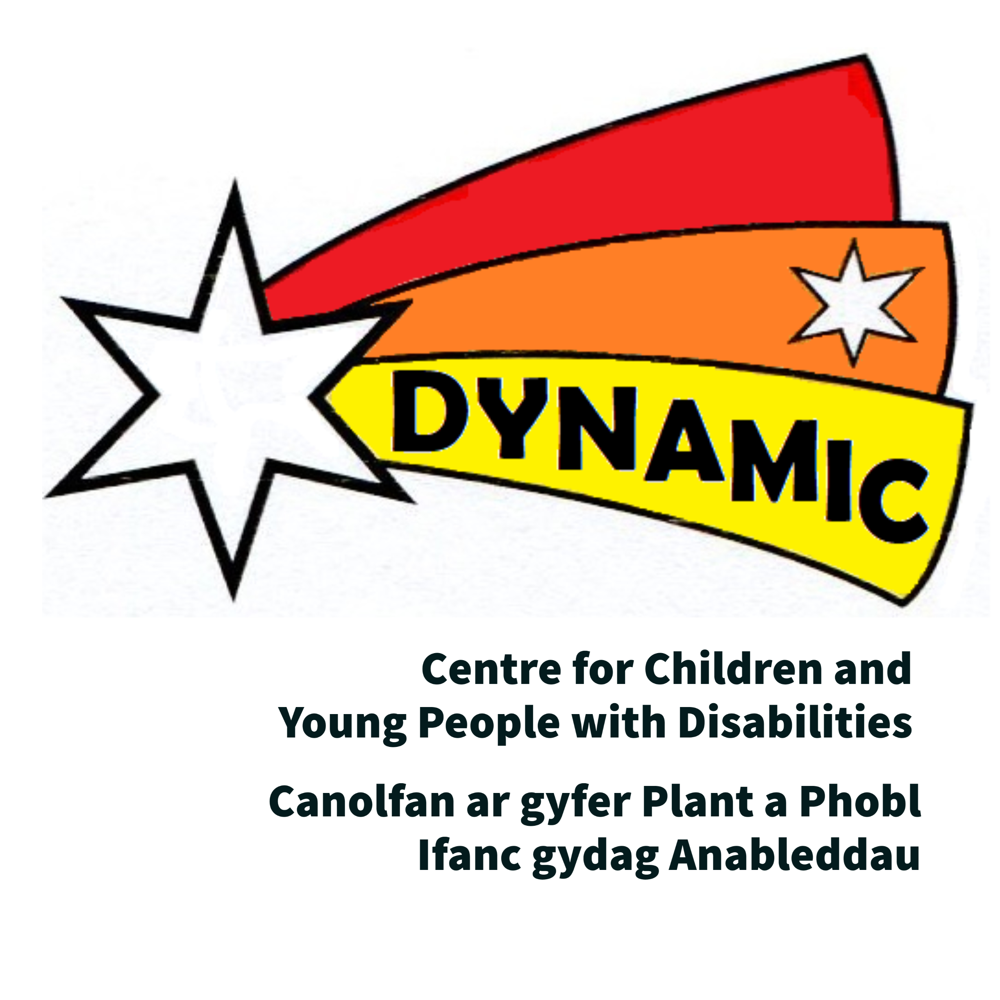 DYNAMIC
Centre for Children and
Young People with Disabilities
Canolfan ar gyfer Plant a Phobl
Ifanc gydag Anableddau